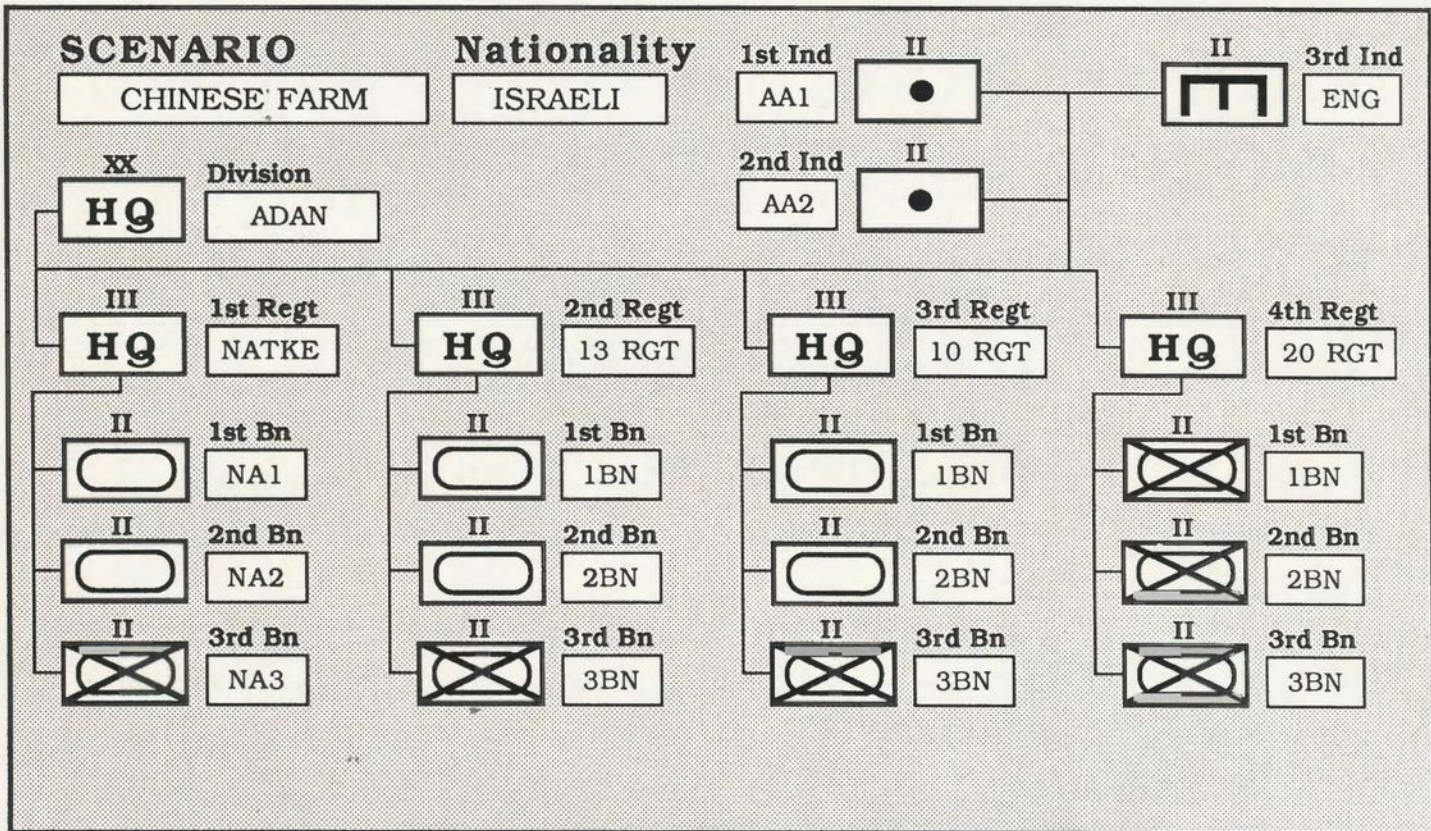 SCENARIO Nationality
CHINESE FARM ISRAELI
1st Ind II
AA1
II 3rd Ind
E ENG
2nd Ind II
AA2
XX Division
HQ ADAN
III 1st Regt III 2nd Regt III 3rd Regt III 4th Regt
HQ NATKE HQ 13 RGT HQ 10 RGT HQ 20 RGT
II 1st Bn II 1st Bn II 1st Bn II 1st Bn
NA1 1BN 1BN 1BN
II 2nd Bn II 2nd Bn II 2nd Bn II 2nd Bn
NA2 2BN 2BN 2BN
II 3rd Bn II 3rd Bn II 3rd Bn II 3rd Bn
NA3 3BN 3BN 3BN